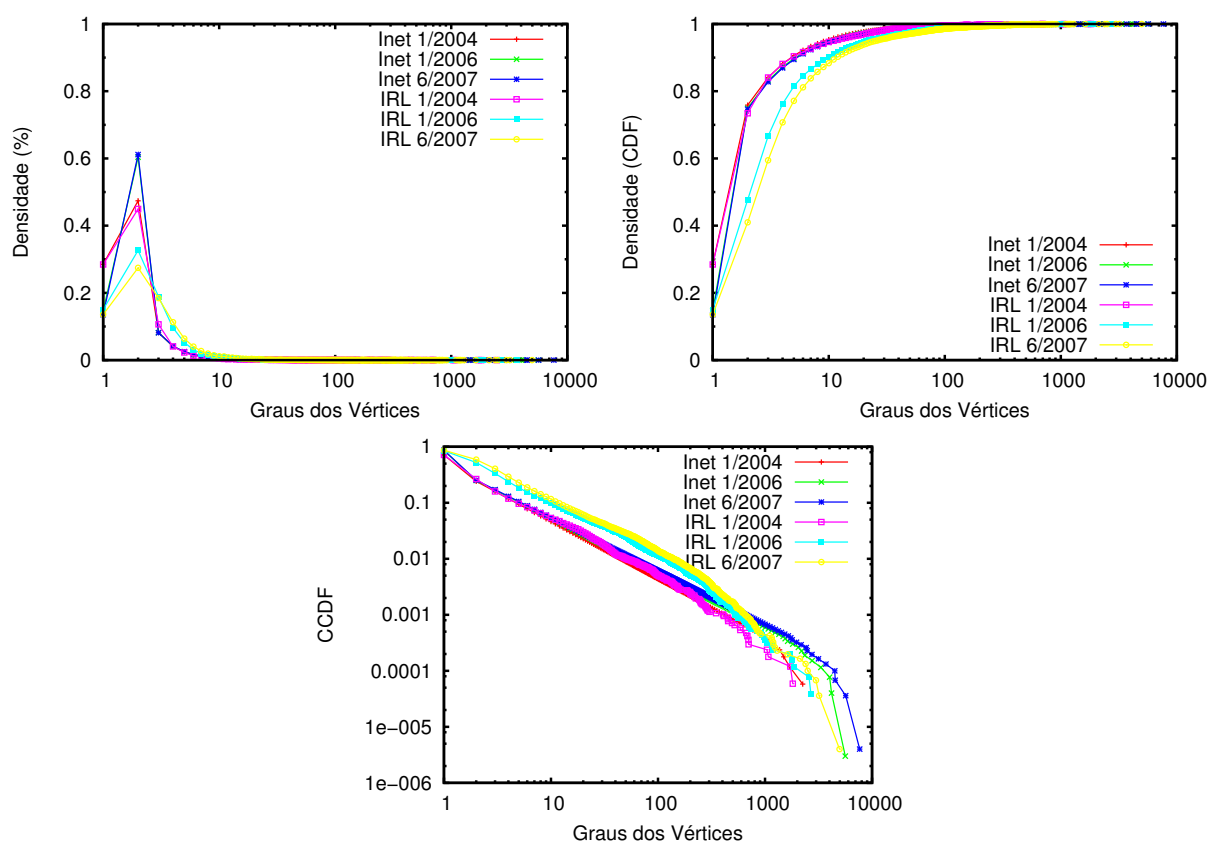 1
0.8
0.6
0.4
0.2
0
Densidade (%)
Inet 1/2004
Inet 1/2006
Inet 6/2007
IRL 1/2004
IRL 1/2006
IRL 6/2007
1 10 100 1000 10000
Graus dos Vértices
1
0.8
0.6
0.4
0.2
0
Densidade (CDF)
Inet 1/2004
Inet 1/2006
Inet 6/2007
IRL 1/2004
IRL 1/2006
IRL 6/2007
1 10 100 1000 10000
Graus dos Vértices
1
0.1
0.01
0.001
0.0001
1e−005
1e−006
CCDF
Inet 1/2004
Inet 1/2006
Inet 6/2007
IRL 1/2004
IRL 1/2006
IRL 6/2007
1 10 100 1000 10000
Graus dos Vértices